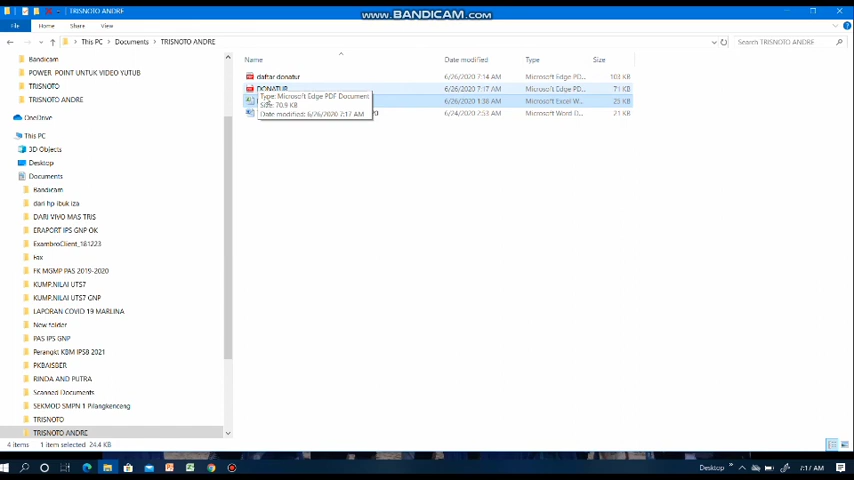 TRISNOTO ANDRE
www.BANDICAM.com
File
Home
Share
View
This PC
Documents
TRISNOTO ANDRE
Search TRISNOTO ANDRE
Bandicam
POWER POINT UNTUK VIDEO YUTUB
TRISNOTO
TRISNOTO ANDRE
OneDrive
This PC
3D Objects
Desktop
Documents
Bandicam
dari hp ibuk iza
DARI VIVO MAS TRIS
ERAPORT IPS GNP OK
ExambroClient_181223
Fax
FK MGMP PAS 2019-2020
KUMP.NILAI UTS7
KUMP.NILAI UTS7 GNP
LAPORAN COVID 19 MARLINA
New folder
PAS IPS GNP
Perangkt KBM IPS8 2021
PKBAISBER
RINDA AND PUTRA
Scanned Documents
SEKMOD SMPN 1 Pilangkenceng
TRISNOTO
TRISNOTO ANDRE
Name Date modified Type Size
daftar donatur 6/26/2020 7:14 AM Microsoft Edge PD... 103 KB
DONATUR 6/26/2020 7:17 AM Microsoft Edge PD... 71 KB
6/26/2020 1:38 AM Microsoft Excel W... 25 KB
6/24/2020 7:53 AM Microsoft Word D... 21 KB
Type: Microsoft Edge PDF Document
Size: 70.9 KB
Date modified: 6/26/2020 7:17 AM
4 items 1 item selected 24.4 KB
Desktop
7:17 AM